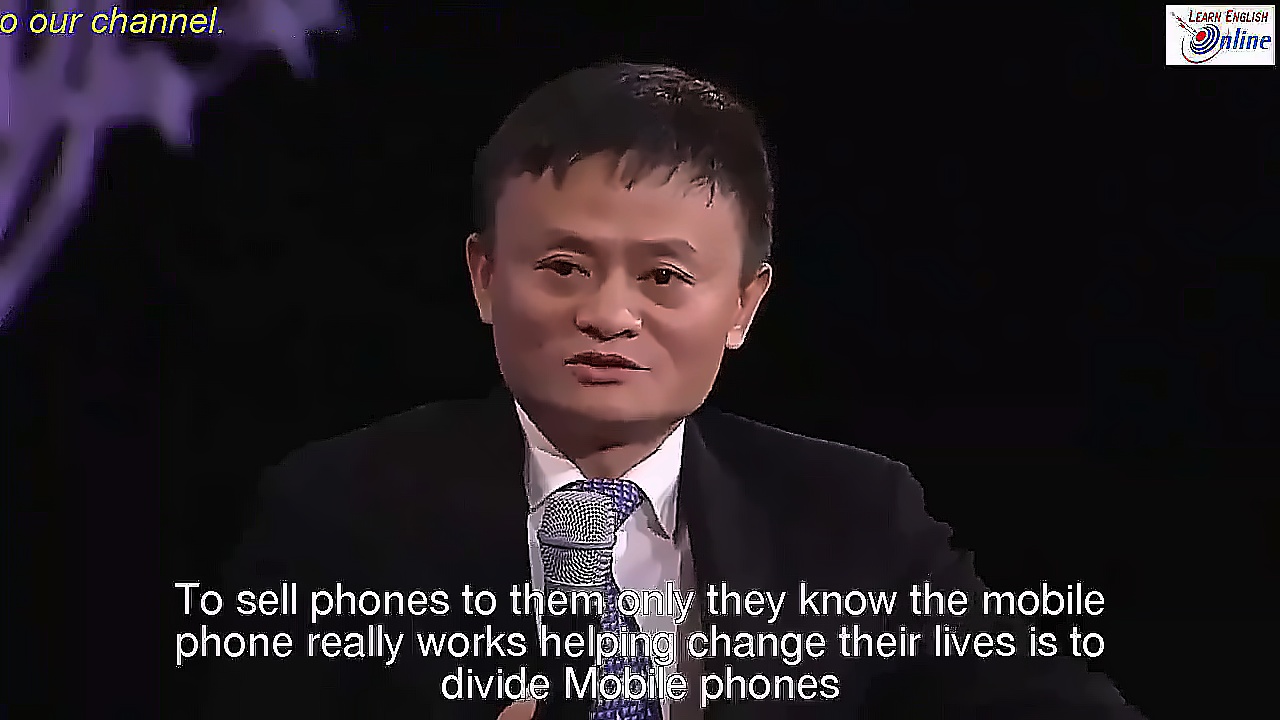 o our channel.
LEARN ENGLISH
Online
To sell phones to them only they know the mobile
phone really works helping change their lives is to
divide Mobile phones